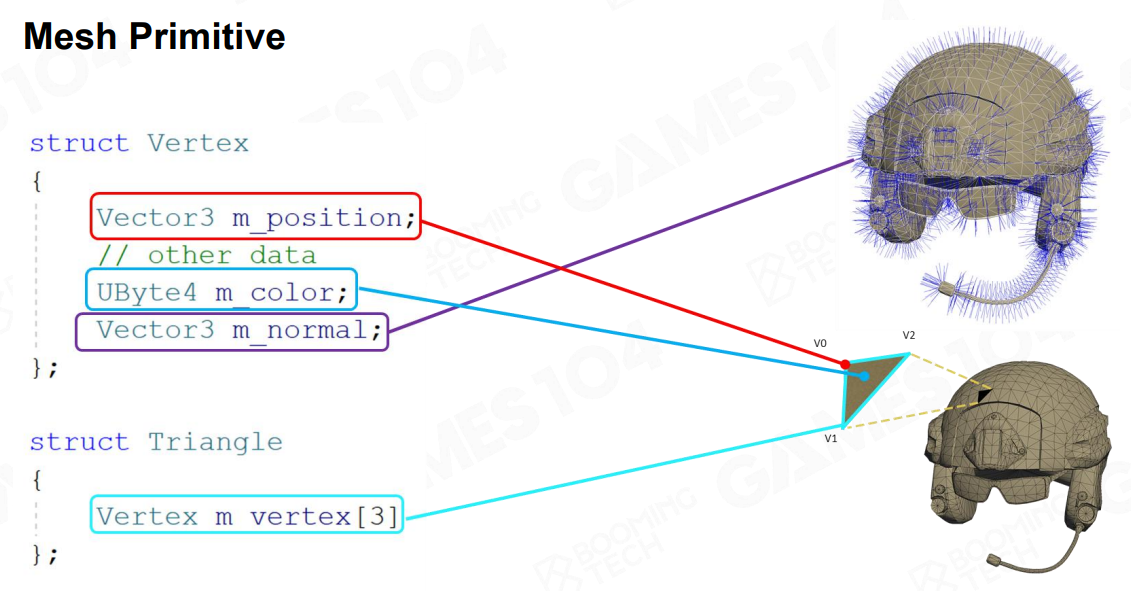 Mesh Primitive
struct Vertex
{
Vector3 m_position;
// other data
UByte4 m_color;
Vector3 m_normal;
};
struct Triangle
{
Vertex m_vertex[3]
};
V0
V2
V1
GAMES104
BOOMING
TECH